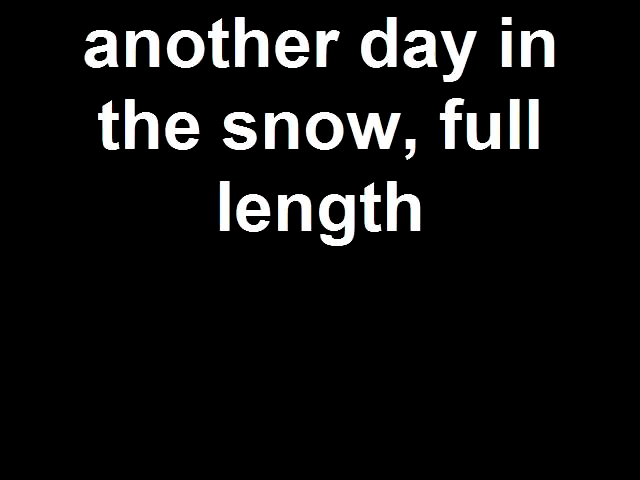 another day in
the snow, full
length